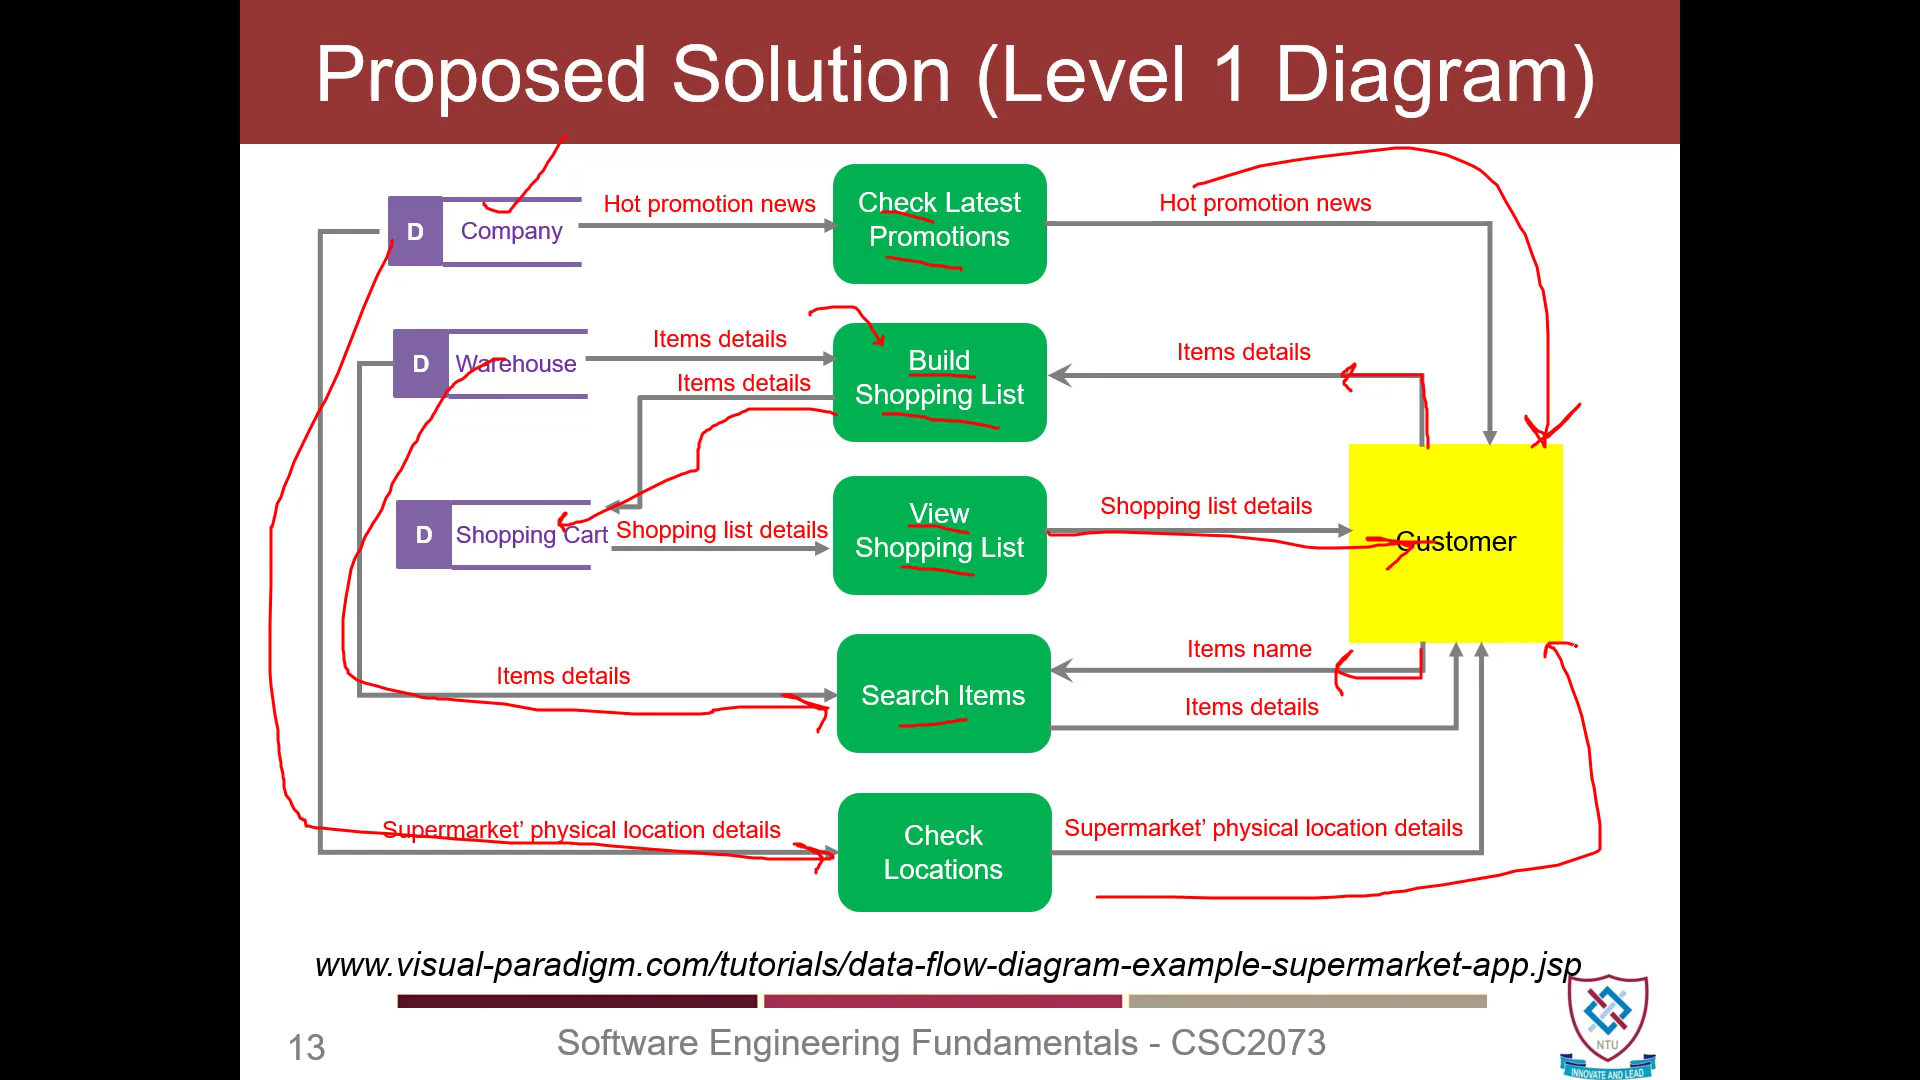 Proposed Solution (Level 1 Diagram)
D
Company
Hot promotion news
Check Latest
Promotions
Hot promotion news
D
Warehouse
Items details
Items details
Build
Shopping List
Items details
D
Shopping Cart
Shopping list details
View
Shopping List
Shopping list details
Customer
Items details
Search Items
Items name
Items details
Supermarket’ physical location details
Check
Locations
Supermarket’ physical location details
www.visual-paradigm.com/tutorials/data-flow-diagram-example-supermarket-app.jsp
13
Software Engineering Fundamentals - CSC2073
NTU
INNOVATE AND LEAD